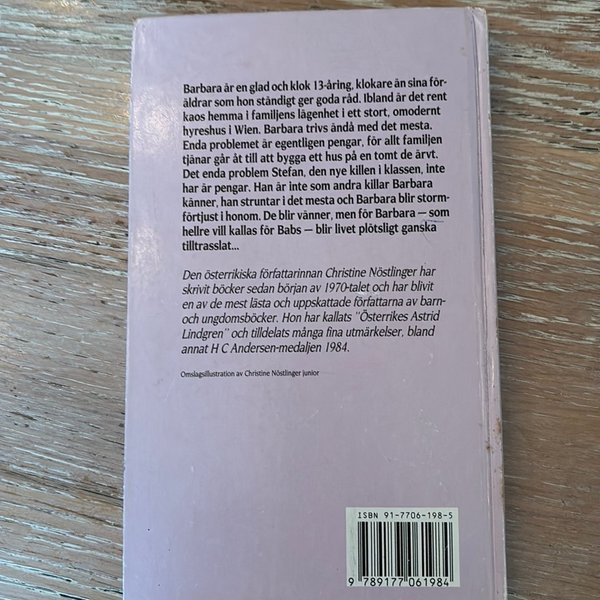 Barbara är en glad och klok 13-åring, klokare än sina för-
äldrar som hon ständigt ger goda råd. Ibland är det rent
kaos hemma i familjens lägenhet i ett stort, omodernt
hyreshus i Wien. Barbara trivs ändå med det mesta.
Enda problemet är egentligen pengar, för allt familjen
tjänar går åt till att bygga ett hus på en tomt de ärvt.
Det enda problem Stefan, den nye killen i klassen, inte
har är pengar. Han är inte som andra killar Barbara
känner, han struntar i det mesta och Barbara blir storm-
förtjust i honom. De blir vänner, men för Barbara — som
hellre vill kallas för Babs — blir livet plötsligt ganska
tilltrasslat...
Den österrikiska författarinnan Christine Nöstlinger har
skrivit böcker sedan början av 1970-talet och har blivit
en av de mest lästa och uppskattade författarna av barn-
och ungdomsböcker. Hon har kallats "Österrikes Astrid
Lindgren" och tilldelats många fina utmärkelser, bland
annat H C Andersen-medaljen 1984.
Omslagsillustration av Christine Nöstlinger junior
ISBN 91-7706-198-5
9 789177 061984